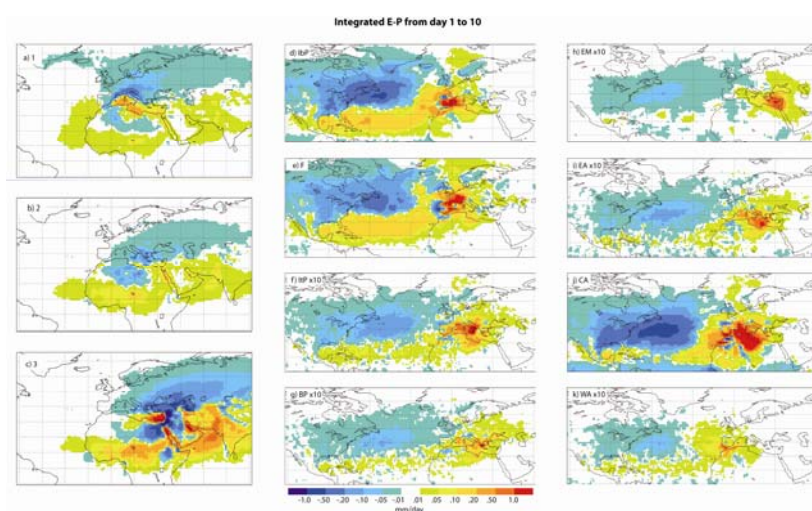 Integrated E-P from day 1 to 10
a) 1
b) 2
c) 3
d) IbP
e) F
f) ItP x10
g) BP x10
h) EM x10
i) EA x10
j) CA
k) WA x10
-1.0 -.50 -.20 -.10 -.05 -.01 .01 .05 .10 .20 .50 1.0
mm/day